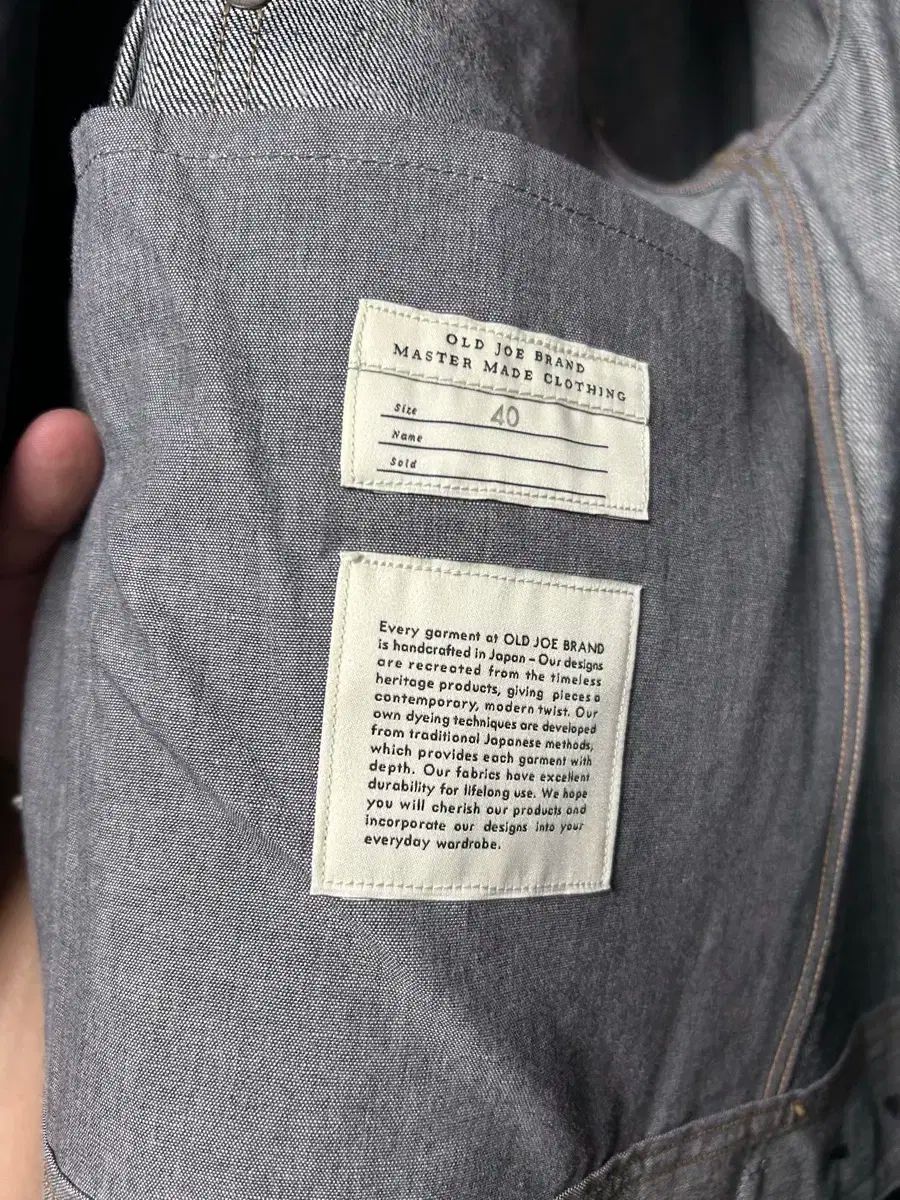 OLD JOE BRAND
MASTER MADE CLOTHING
Size 40
Name
Sold
Every garment at OLD JOE BRAND
is handcrafted in Japan – Our designs
are recreated from the timeless
heritage products, giving pieces a
contemporary, modern twist. Our
own dyeing techniques are developed
from traditional Japanese methods,
which provides each garment with
depth. Our fabrics have excellent
durability for lifelong use. We hope
you will cherish our products and
incorporate our designs into your
everyday wardrobe.